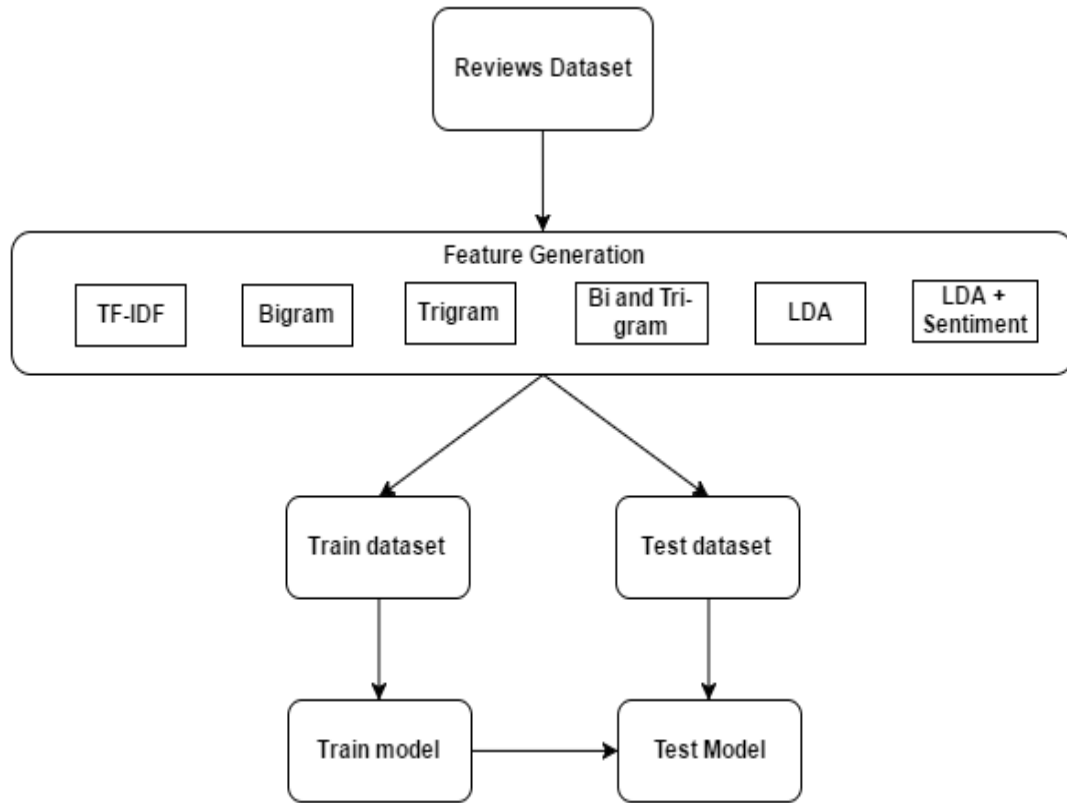 Reviews Dataset
Feature Generation
TF-IDF
Bigram
Trigram
Bi and Tri-
gram
LDA
LDA +
Sentiment
Train dataset
Test dataset
Train model
Test Model